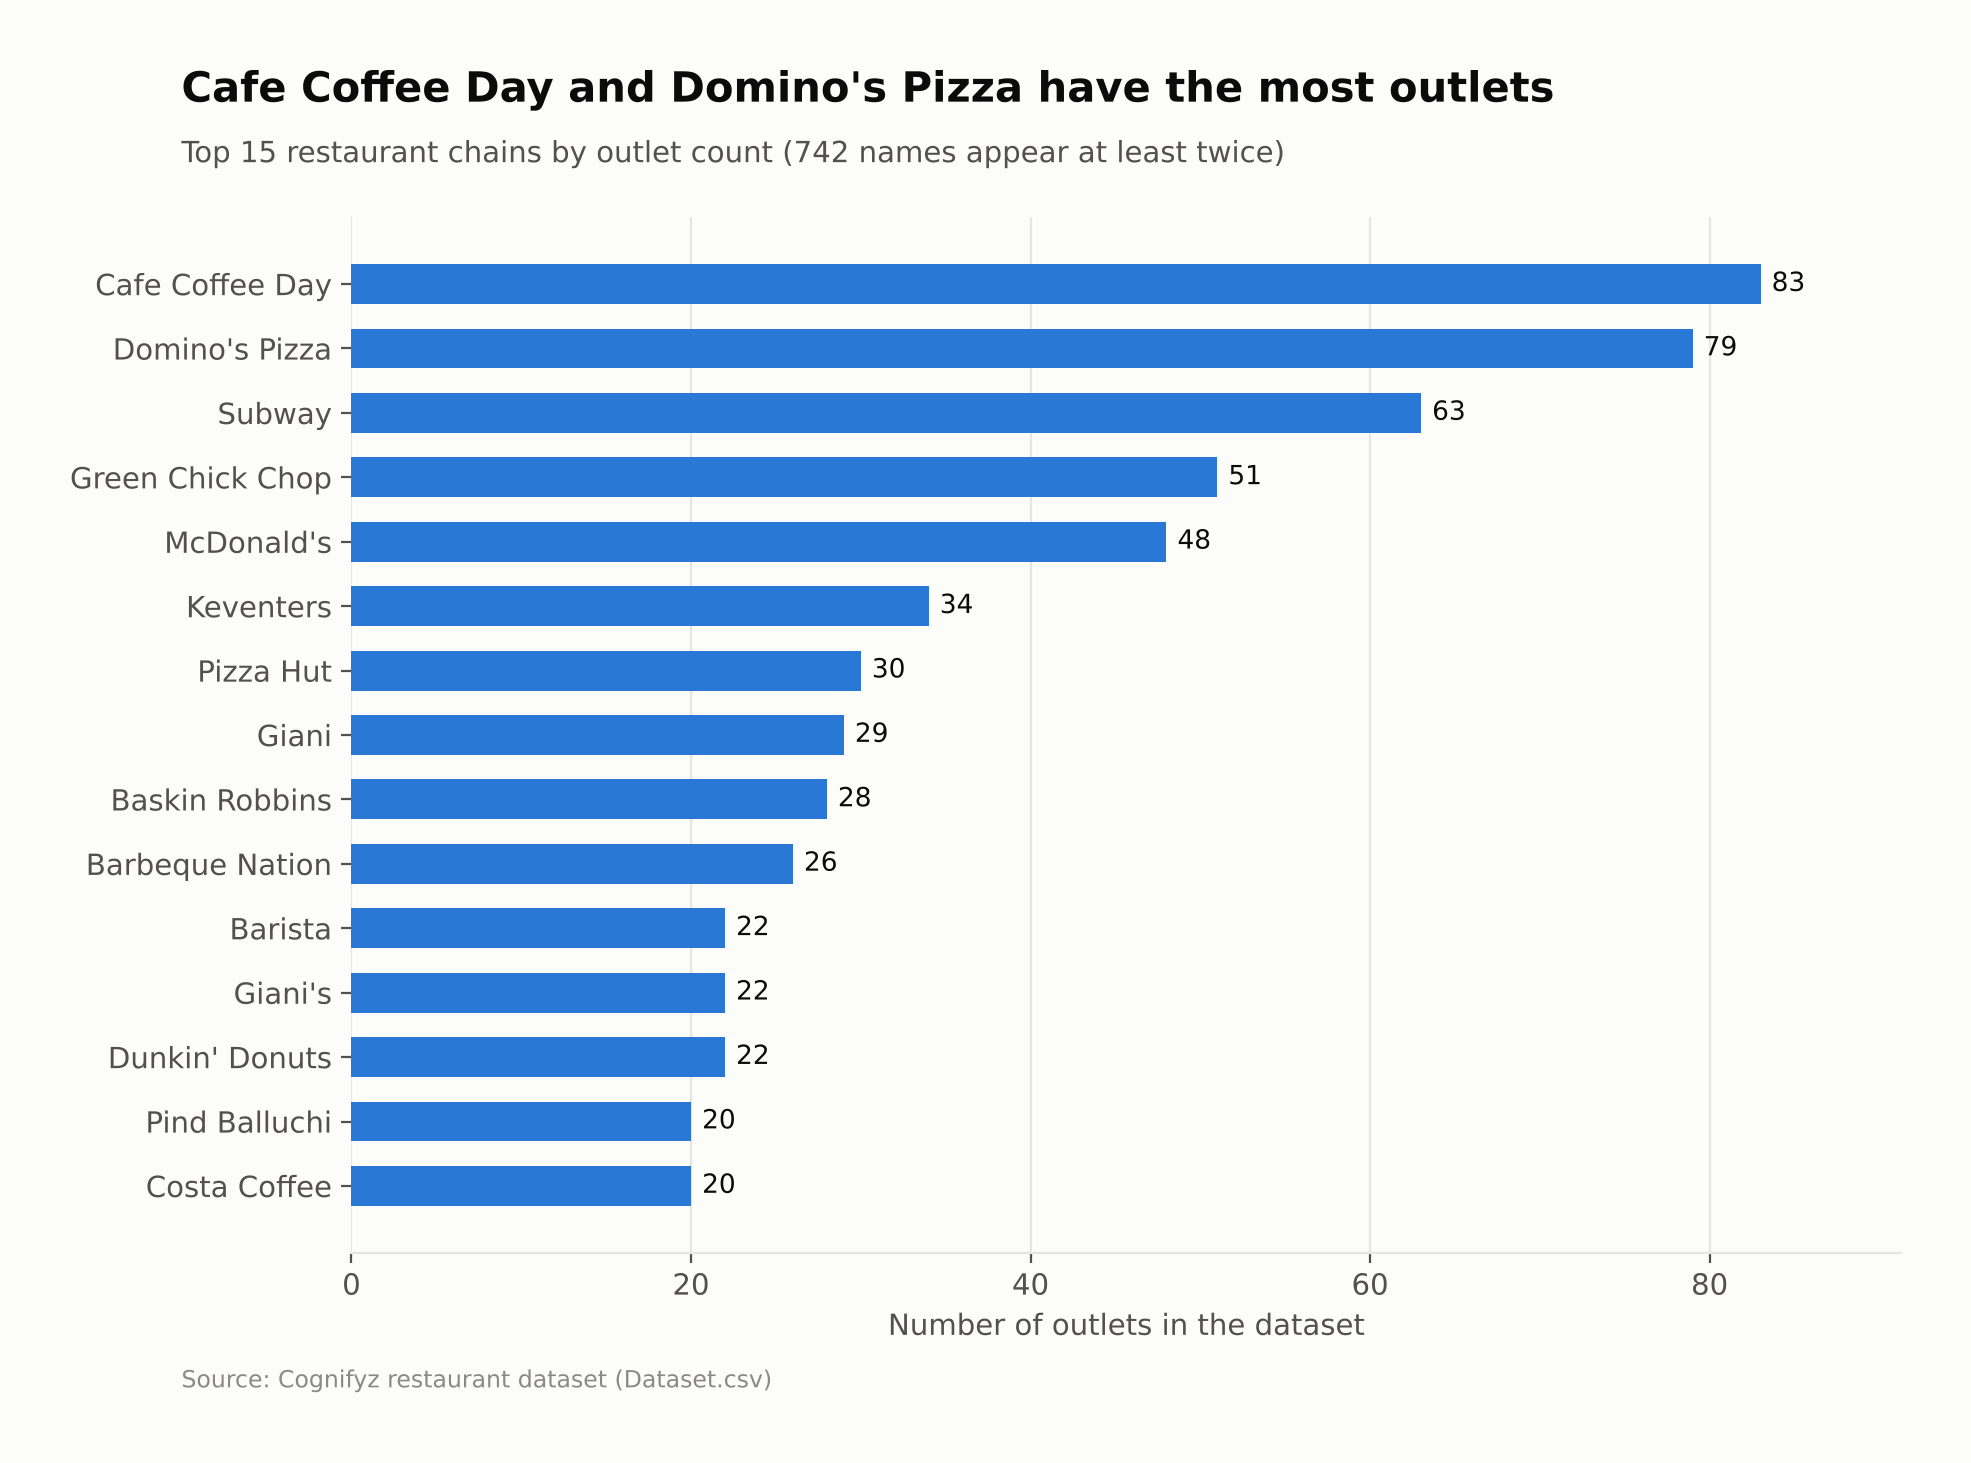 Cafe Coffee Day and Domino's Pizza have the most outlets
Top 15 restaurant chains by outlet count (742 names appear at least twice)
Cafe Coffee Day 83
Domino's Pizza 79
Subway 63
Green Chick Chop 51
McDonald's 48
Keventers 34
Pizza Hut 30
Giani 29
Baskin Robbins 28
Barbeque Nation 26
Barista 22
Giani's 22
Dunkin' Donuts 22
Pind Balluchi 20
Costa Coffee 20
0 20 40 60 80
Number of outlets in the dataset
Source: Cognifyz restaurant dataset (Dataset.csv)